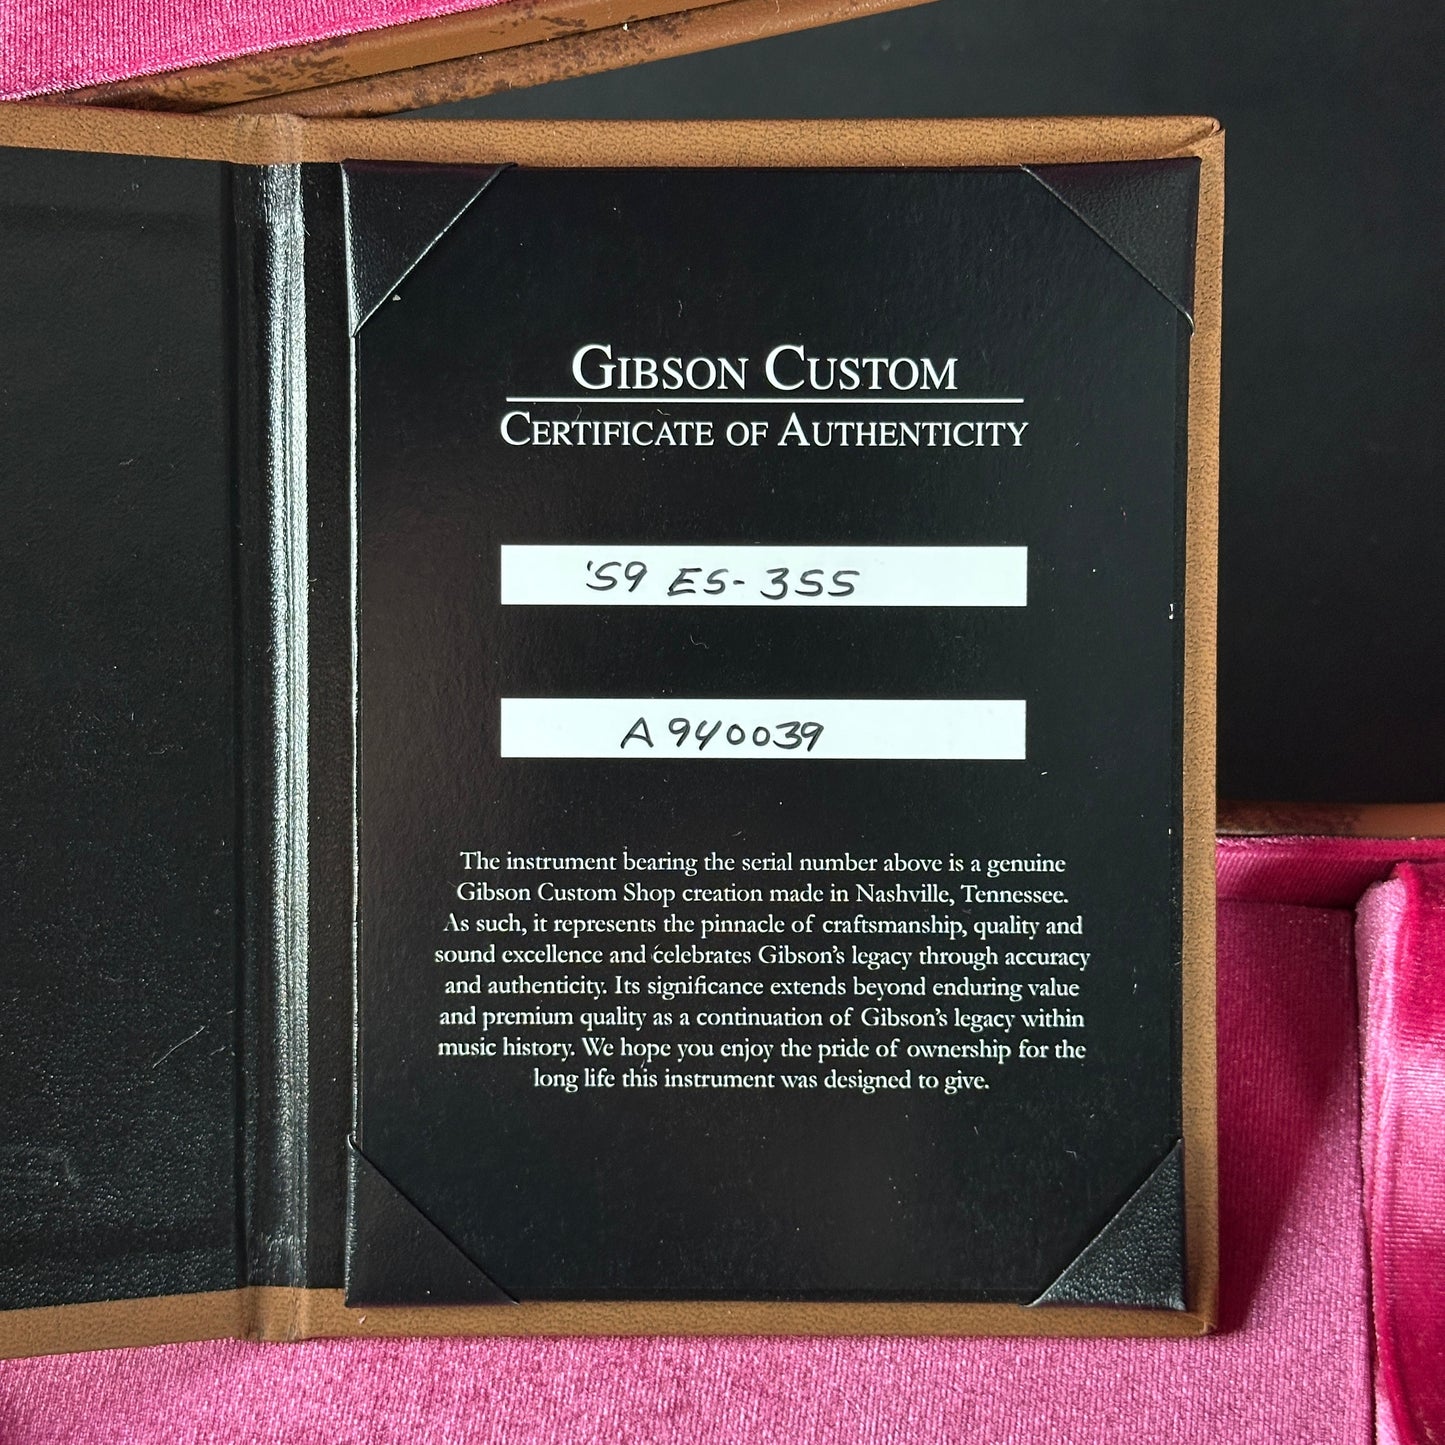 GIBSON CUSTOM
CERTIFICATE OF AUTHENTICITY
'59 ES-355
A940039
The instrument bearing the serial number above is a genuine
Gibson Custom Shop creation made in Nashville, Tennessee.
As such, it represents the pinnacle of craftsmanship, quality and
sound excellence and celebrates Gibson's legacy through accuracy
and authenticity. Its significance extends beyond enduring value
and premium quality as a continuation of Gibson's legacy within
music history. We hope you enjoy the pride of ownership for the
long life this instrument was designed to give.